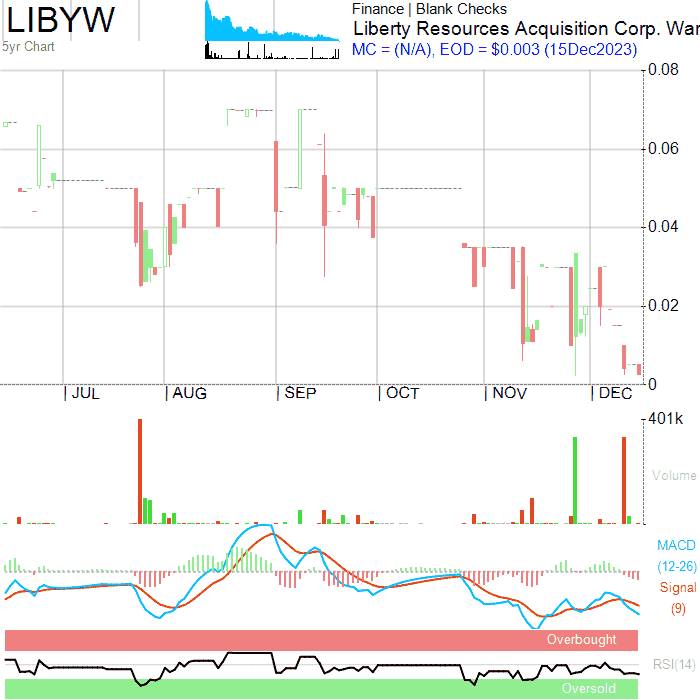 LIBYW
5yr Chart
Finance | Blank Checks
Liberty Resources Acquisition Corp. War
MC = (N/A), EOD = $0.003 (15Dec2023)
0.08
0.06
0.04
0.02
0
| JUL | AUG | SEP | OCT | NOV | DEC
401k
Volume
MACD
(12-26)
Signal
(9)
Overbought
RSI(14)
Oversold